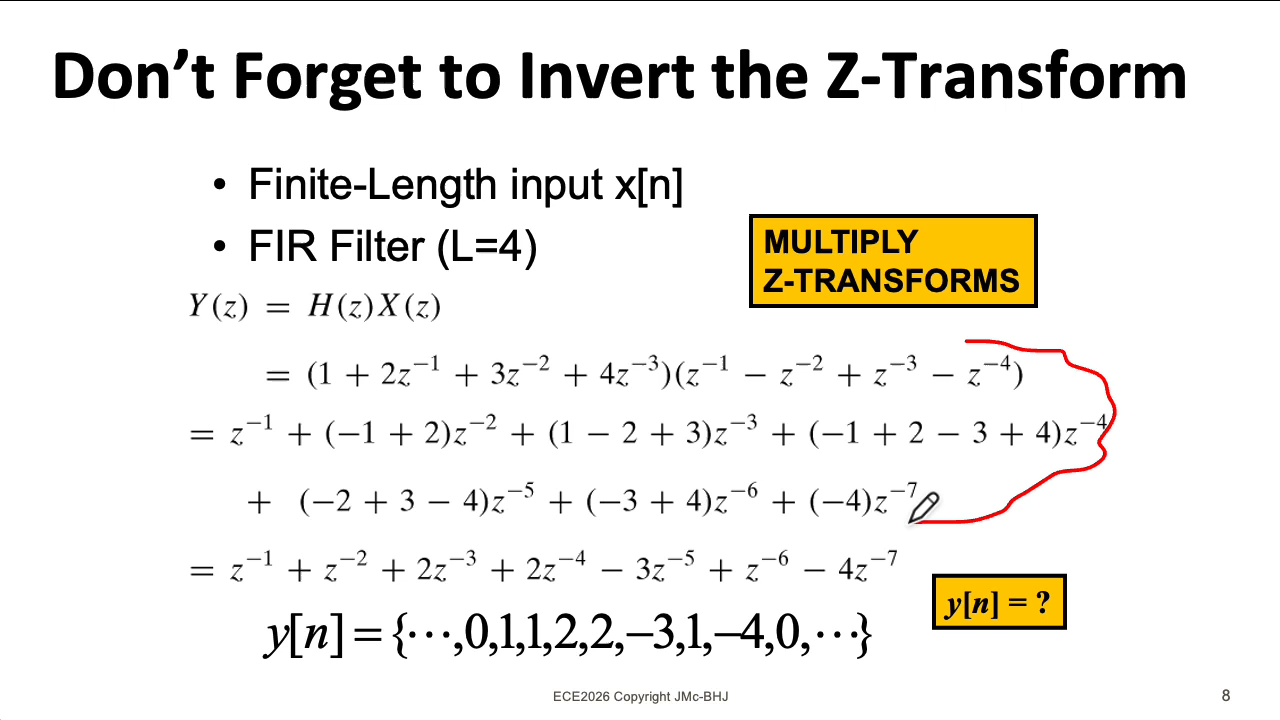 Don’t Forget to Invert the Z-Transform
• Finite-Length input x[n]
• FIR Filter (L=4)
MULTIPLY
Z-TRANSFORMS
Y(z) = H(z)X(z)
= (1 + 2z⁻¹ + 3z⁻² + 4z⁻³)(z⁻¹ − z⁻² + z⁻³ − z⁻⁴)
= z⁻¹ + (−1 + 2)z⁻² + (1 − 2 + 3)z⁻³ + (−1 + 2 − 3 + 4)z⁻⁴
+ (−2 + 3 − 4)z⁻⁵ + (−3 + 4)z⁻⁶ + (−4)z⁻⁷
= z⁻¹ + z⁻² + 2z⁻³ + 2z⁻⁴ − 3z⁻⁵ + z⁻⁶ − 4z⁻⁷
y[n] = ?
y[n] = {⋯,0,1,1,2,2,−3,1,−4,0,⋯}
ECE2026 Copyright JMc-BHJ
8